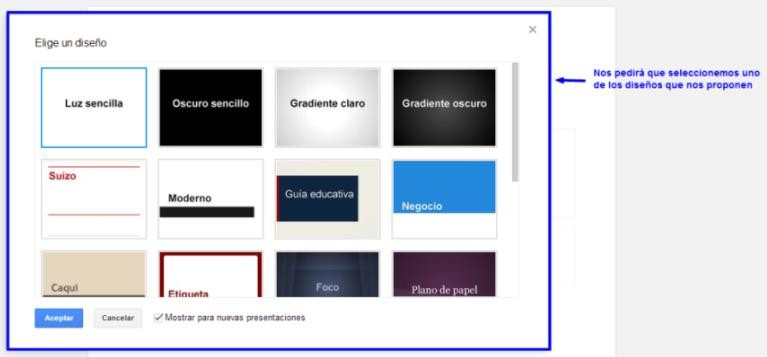 Elige un diseño
Luz sencilla
Oscuro sencillo
Gradiente claro
Gradiente oscuro
Suizo
Moderno
Guía educativa
Negocio
Caqui
Etiqueta
Foco
Plano de papel
Aceptar
Cancelar
Mostrar para nuevas presentaciones
Nos pedirá que seleccionemos uno
de los diseños que nos proponen